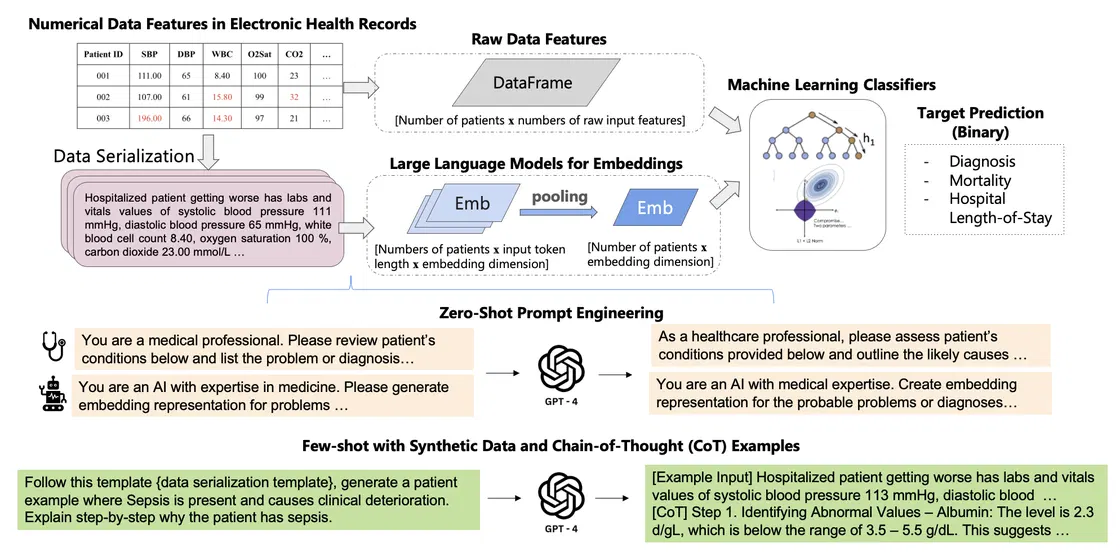 Numerical Data Features in Electronic Health Records
Patient ID SBP DBP WBC O2Sat CO2 ...
001 111.00 65 8.40 100 23 ...
002 107.00 61 15.80 99 32 ...
003 196.00 66 14.30 97 21 ...
Raw Data Features
DataFrame
[Number of patients x numbers of raw input features]
Data Serialization
Hospitalized patient getting worse has labs and
vitals values of systolic blood pressure 111
mmHg, diastolic blood pressure 65 mmHg, white
blood cell count 8.40, oxygen saturation 100 %,
carbon dioxide 23.00 mmol/L ...
Large Language Models for Embeddings
Emb
pooling
Emb
[Numbers of patients x input token
length x embedding dimension]
[Number of patients x
embedding dimension]
Machine Learning Classifiers
h1
Compromise...
Two parameters ...
L1 + L2 Norm
Target Prediction
(Binary)
- Diagnosis
- Mortality
- Hospital
Length-of-Stay
Zero-Shot Prompt Engineering
You are a medical professional. Please review patient's
conditions below and list the problem or diagnosis...
You are an AI with expertise in medicine. Please generate
embedding representation for problems ...
GPT - 4
As a healthcare professional, please assess patient's
conditions provided below and outline the likely causes ...
You are an AI with medical expertise. Create embedding
representation for the probable problems or diagnoses...
Few-shot with Synthetic Data and Chain-of-Thought (CoT) Examples
Follow this template {data serialization template}, generate a patient
example where Sepsis is present and causes clinical deterioration.
Explain step-by-step why the patient has sepsis.
GPT - 4
[Example Input] Hospitalized patient getting worse has labs and vitals
values of systolic blood pressure 113 mmHg, diastolic blood ...
[CoT] Step 1. Identifying Abnormal Values – Albumin: The level is 2.3
d/gL, which is below the range of 3.5 – 5.5 g/dL. This suggests ...